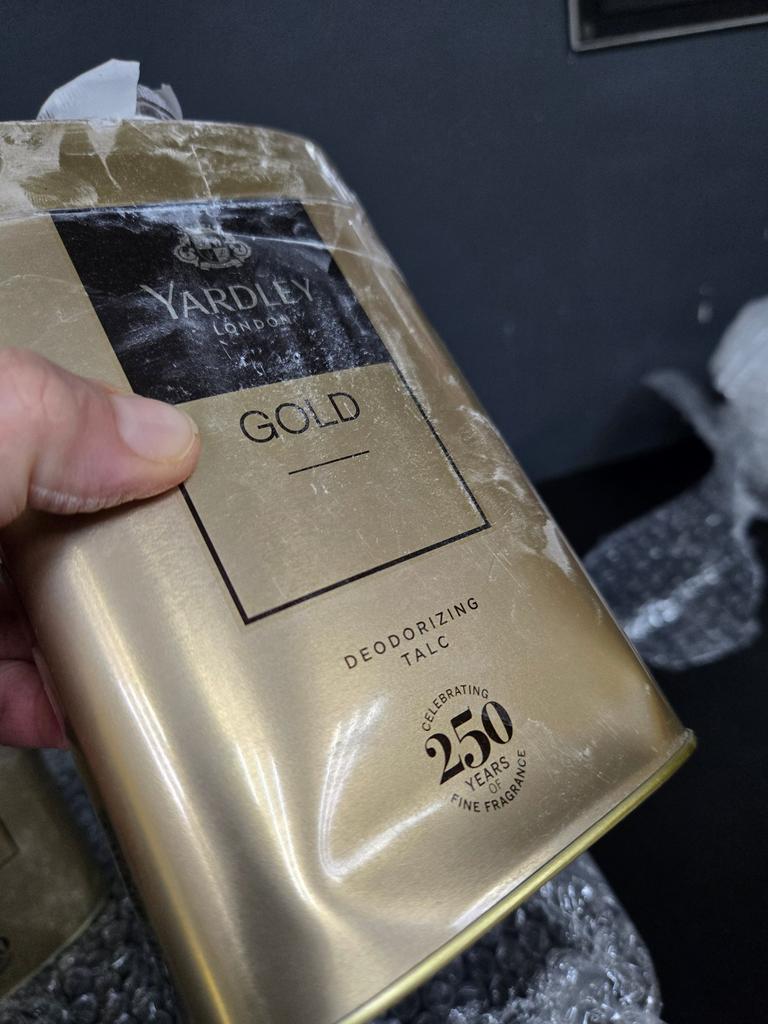 YARDLEY
LONDON
GOLD
DEODORIZING
TALC
CELEBRATING
250
YEARS
OF
FINE FRAGRANCE